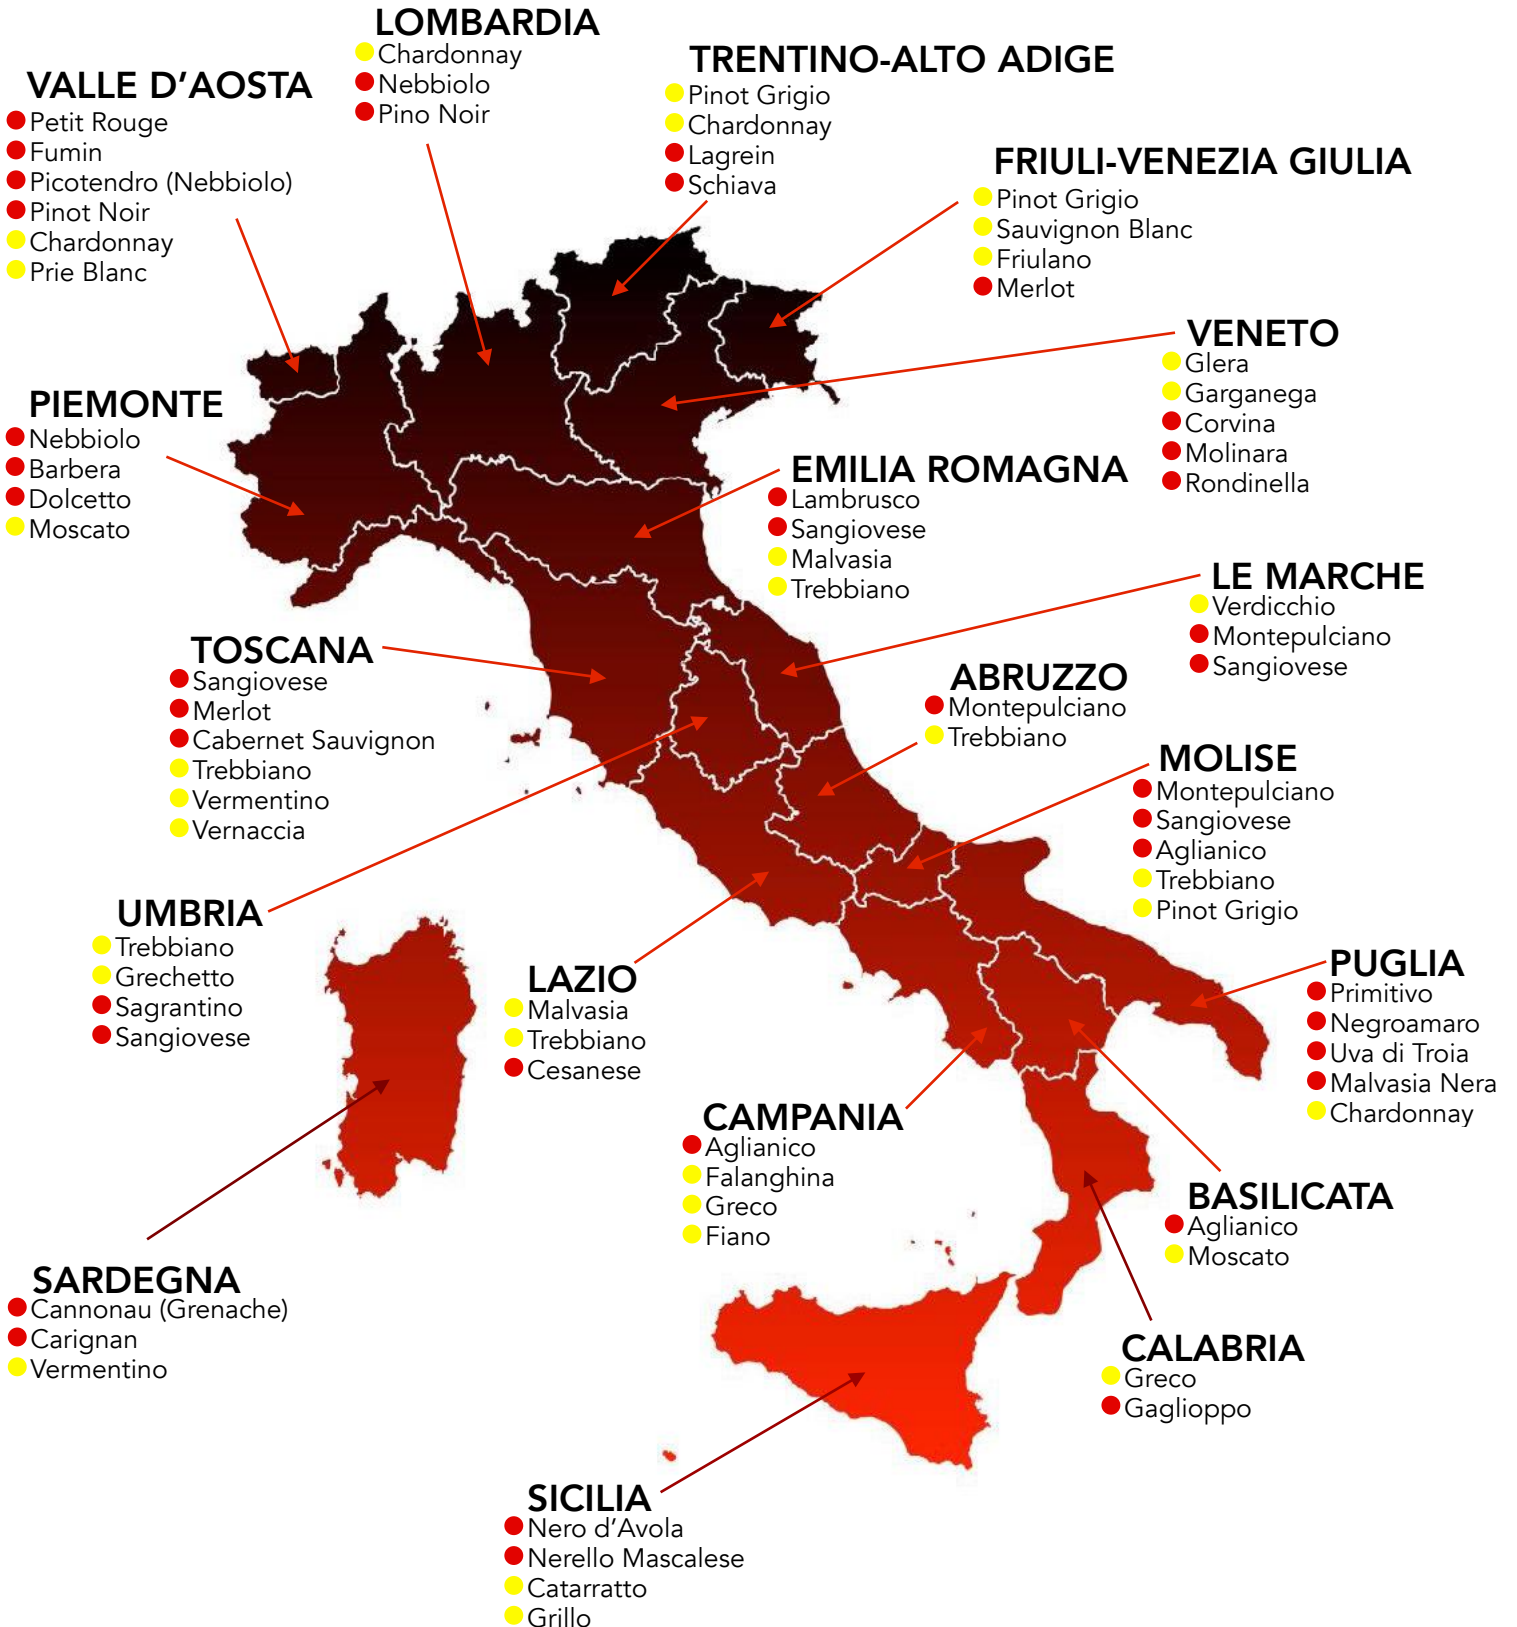 LOMBARDIA
Chardonnay
Nebbiolo
Pino Noir
TRENTINO-ALTO ADIGE
Pinot Grigio
Chardonnay
Lagrein
Schiava
VALLE D'AOSTA
Petit Rouge
Fumin
Picotendro (Nebbiolo)
Pinot Noir
Chardonnay
Prie Blanc
FRIULI-VENEZIA GIULIA
Pinot Grigio
Sauvignon Blanc
Friulano
Merlot
VENETO
Glera
Garganega
Corvina
Molinara
Rondinella
PIEMONTE
Nebbiolo
Barbera
Dolcetto
Moscato
EMILIA ROMAGNA
Lambrusco
Sangiovese
Malvasia
Trebbiano
LE MARCHE
Verdicchio
Montepulciano
Sangiovese
TOSCANA
Sangiovese
Merlot
Cabernet Sauvignon
Trebbiano
Vermentino
Vernaccia
ABRUZZO
Montepulciano
Trebbiano
MOLISE
Montepulciano
Sangiovese
Aglianico
Trebbiano
Pinot Grigio
UMBRIA
Trebbiano
Grechetto
Sagrantino
Sangiovese
LAZIO
Malvasia
Trebbiano
Cesanese
PUGLIA
Primitivo
Negroamaro
Uva di Troia
Malvasia Nera
Chardonnay
CAMPANIA
Aglianico
Falanghina
Greco
Fiano
BASILICATA
Aglianico
Moscato
SARDEGNA
Cannonau (Grenache)
Carignan
Vermentino
CALABRIA
Greco
Gaglioppo
SICILIA
Nero d'Avola
Nerello Mascalese
Catarratto
Grillo